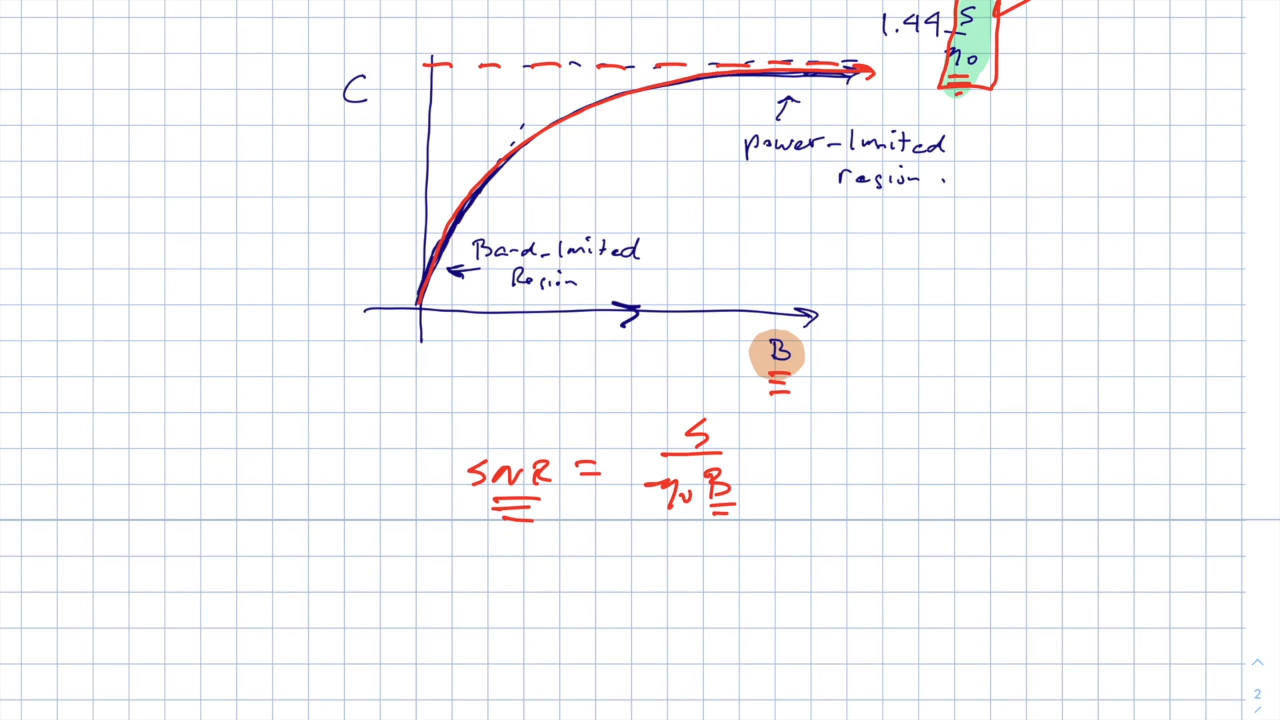 1.44 S
η₀
C
power-limited
region.
Band-limited
Region
B
SNR = S
η₀ B
2